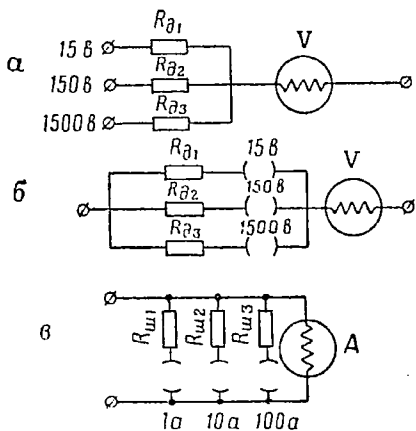 а
15 в
R∂1
150 в
R∂2
1500 в
R∂3
V
б
R∂1
15 в
R∂2
150 в
R∂3
1500 в
V
в
Rш1
Rш2
Rш3
A
1а
10а
100а